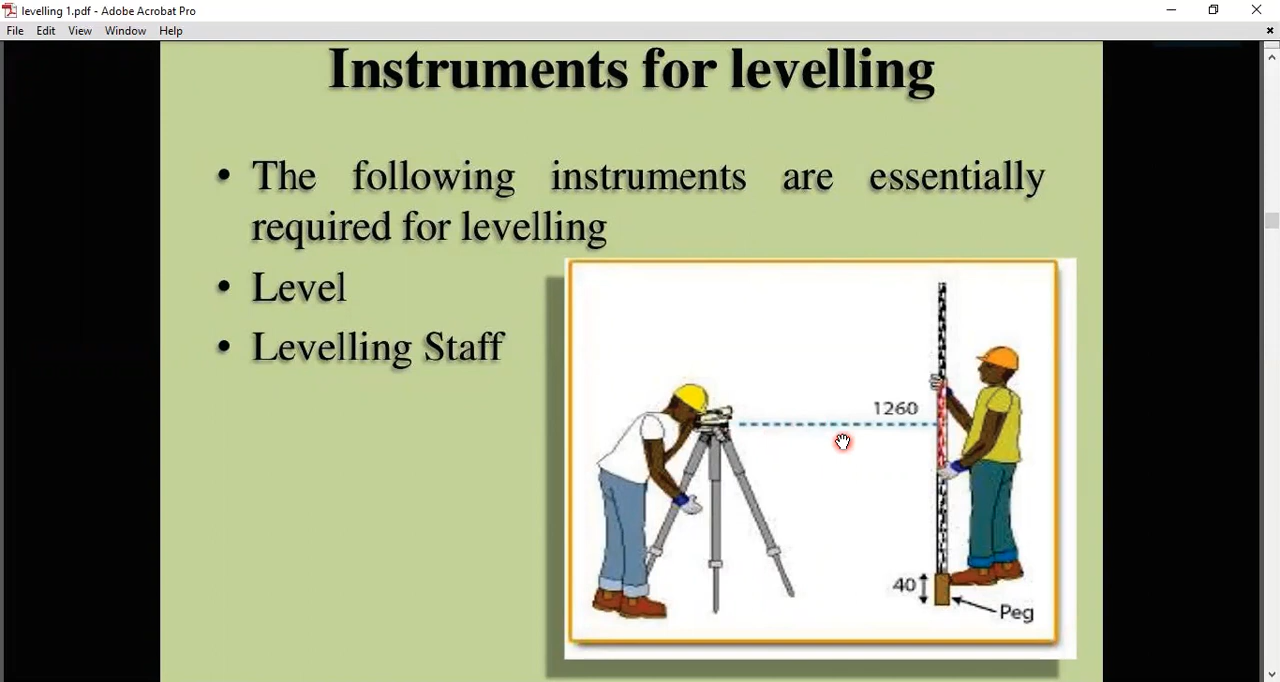 levelling 1.pdf - Adobe Acrobat Pro
File Edit View Window Help
Instruments for levelling
• The following instruments are essentially
required for levelling
• Level
• Levelling Staff
1260
40
Peg